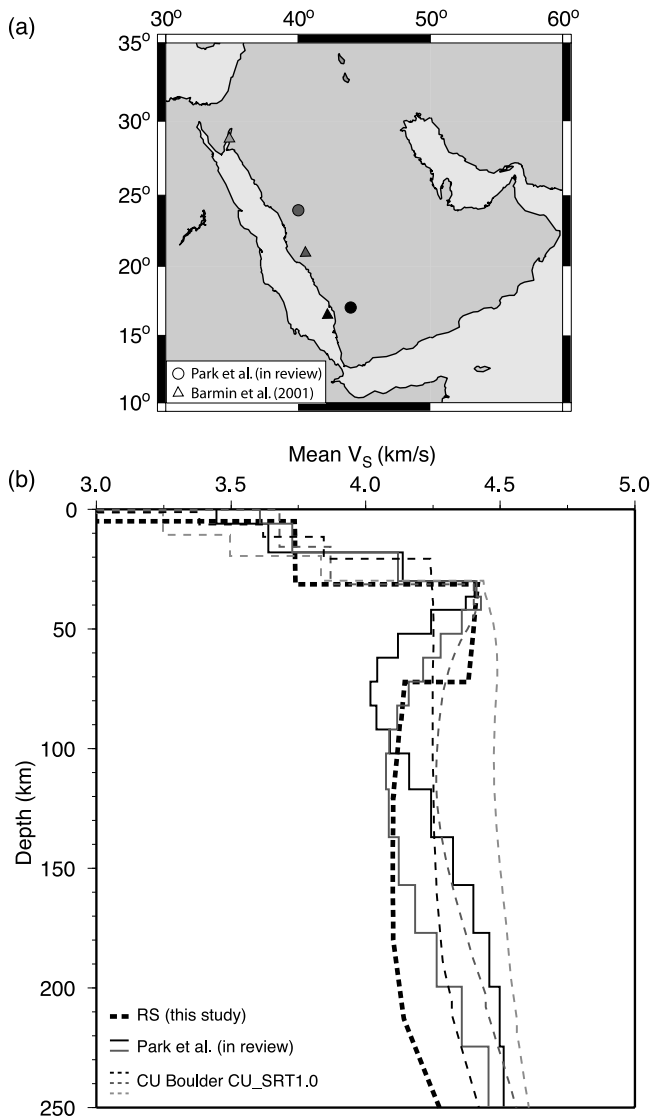 (a)
30° 40° 50° 60°
35°
30°
25°
20°
15°
10°
Park et al. (in review)
Barmin et al. (2001)
(b)
Mean V_S (km/s)
3.0 3.5 4.0 4.5 5.0
0
50
100
150
200
250
Depth (km)
RS (this study)
Park et al. (in review)
CU Boulder CU_SRT1.0